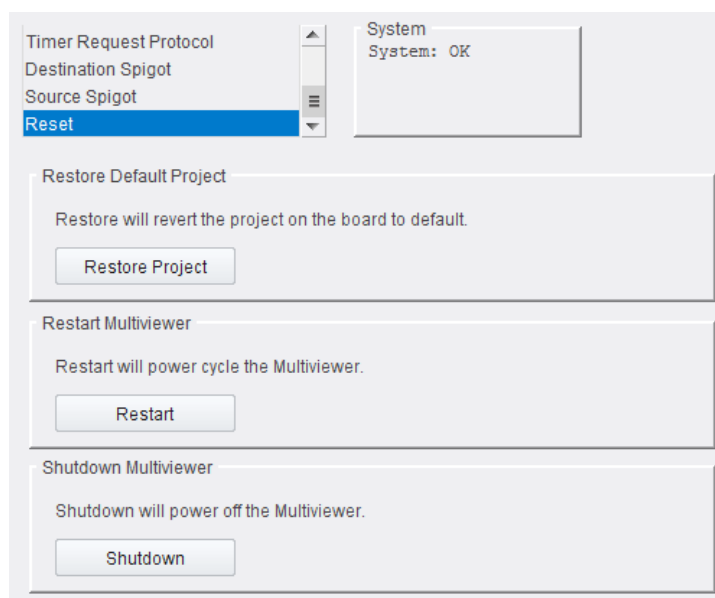 Timer Request Protocol
Destination Spigot
Source Spigot
Reset
System
System: OK
Restore Default Project
Restore will revert the project on the board to default.
Restore Project
Restart Multiviewer
Restart will power cycle the Multiviewer.
Restart
Shutdown Multiviewer
Shutdown will power off the Multiviewer.
Shutdown